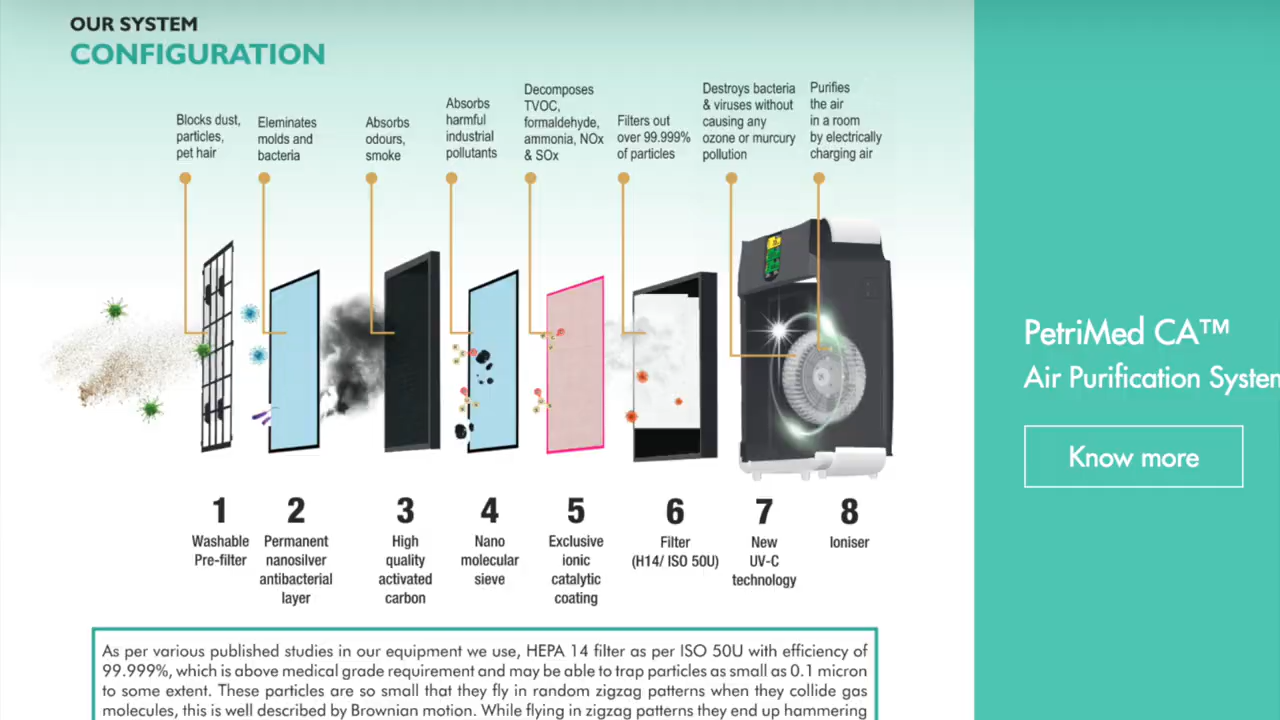 OUR SYSTEM
CONFIGURATION
Blocks dust,
particles,
pet hair
Eleminates
molds and
bacteria
Absorbs
odours,
smoke
Absorbs
harmful
industrial
pollutants
Decomposes
TVOC,
formaldehyde,
ammonia, NOx
& SOx
Filters out
over 99.999%
of particles
Destroys bacteria
& viruses without
causing any
ozone or murcury
pollution
Purifies
the air
in a room
by electrically
charging air
1
Washable
Pre-filter
2
Permanent
nanosilver
antibacterial
layer
3
High
quality
activated
carbon
4
Nano
molecular
sieve
5
Exclusive
ionic
catalytic
coating
6
Filter
(H14/ ISO 50U)
7
New
UV-C
technology
8
Ioniser
As per various published studies in our equipment we use, HEPA 14 filter as per ISO 50U with efficiency of
99.999%, which is above medical grade requirement and may be able to trap particles as small as 0.1 micron
to some extent. These particles are so small that they fly in random zigzag patterns when they collide gas
molecules, this is well described by Brownian motion. While flying in zigzag patterns they end up hammering
PetriMed CA™
Air Purification System
Know more